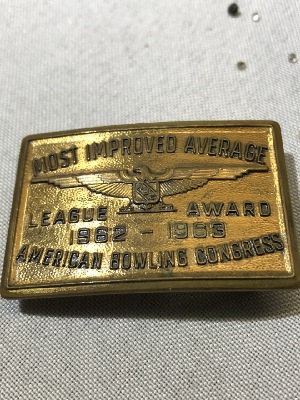 MOST IMPROVED AVERAGE
LEAGUE AWARD
1962 - 1963
AMERICAN BOWLING CONGRESS